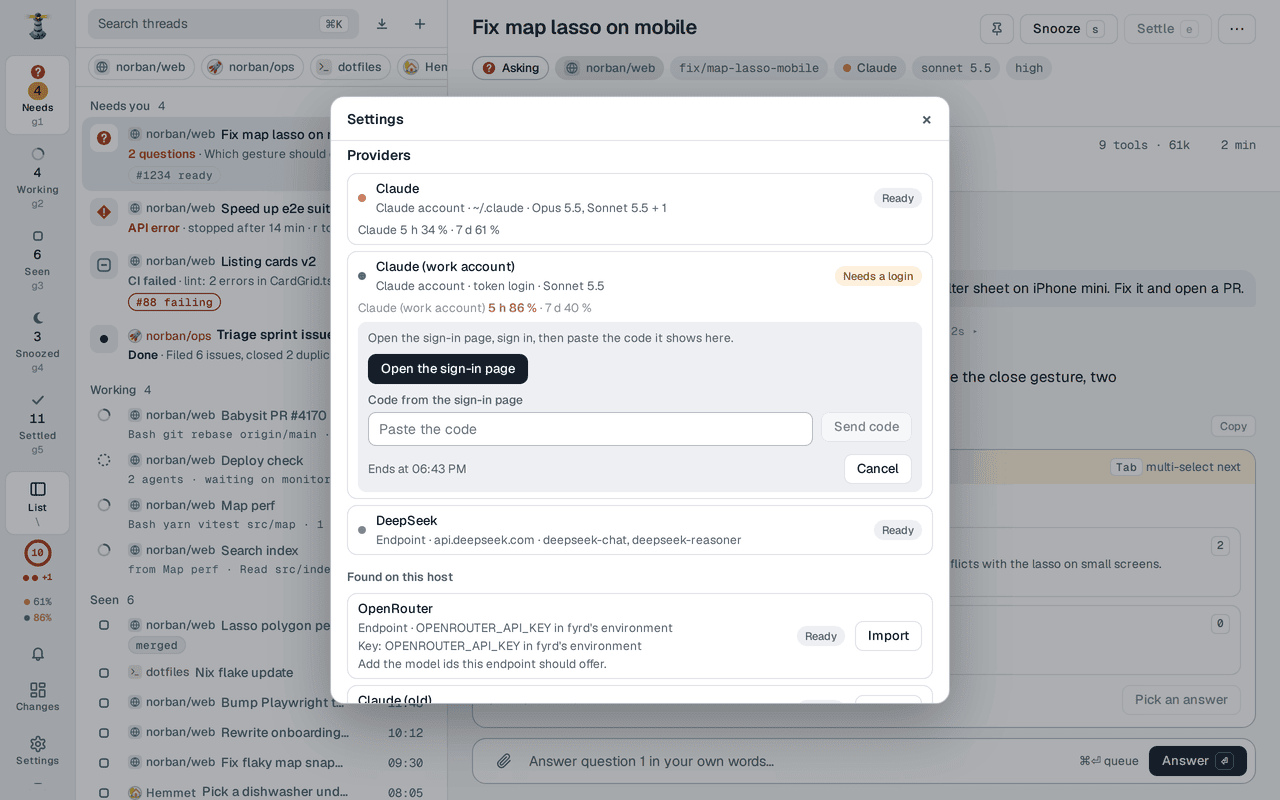 Search threads ⌘K
Fix map lasso on mobile
Snooze s
Settle e
Asking norban/web fix/map-lasso-mobile Claude sonnet 5.5 high
4
Needs
g1
4
Working
g2
6
Seen
g3
3
Snoozed
g4
11
Settled
g5
List
\
10
+1
61%
86%
Changes
Settings
norban/web norban/ops dotfiles Hem
Needs you 4
norban/web Fix map lasso on
2 questions · Which gesture should
#1234 ready
norban/web Speed up e2e suit
API error · stopped after 14 min · r to
norban/web Listing cards v2
CI failed · lint: 2 errors in CardGrid.ts
#88 failing
norban/ops Triage sprint issue
Done · Filed 6 issues, closed 2 duplic
Working 4
norban/web Babysit PR #4170
Bash git rebase origin/main ·
norban/web Deploy check
2 agents · waiting on monitor
norban/web Map perf
Bash yarn vitest src/map · 1
norban/web Search index
from Map perf · Read src/inde
Seen 6
norban/web Lasso polygon pe
merged
dotfiles Nix flake update
norban/web Bump Playwright t…
norban/web Rewrite onboarding… 10:12
norban/web Fix flaky map snap… 09:30
Hemmet Pick a dishwasher und… 08:05
Settings ×
Providers
Claude
Claude account · ~/.claude · Opus 5.5, Sonnet 5.5 + 1
Ready
Claude 5 h 34 % · 7 d 61 %
Claude (work account)
Claude account · token login · Sonnet 5.5
Needs a login
Claude (work account) 5 h 86 % · 7 d 40 %
Open the sign-in page, sign in, then paste the code it shows here.
Open the sign-in page
Code from the sign-in page
Paste the code
Send code
Ends at 06:43 PM
Cancel
DeepSeek
Endpoint · api.deepseek.com · deepseek-chat, deepseek-reasoner
Ready
Found on this host
OpenRouter
Endpoint · OPENROUTER_API_KEY in fyrd's environment
Key: OPENROUTER_API_KEY in fyrd's environment
Add the model ids this endpoint should offer.
Ready
Import
Claude (old)
9 tools · 61k 2 min
lter sheet on iPhone mini. Fix it and open a PR.
2s
e the close gesture, two
Copy
Tab multi-select next
2
flicts with the lasso on small screens.
0
Pick an answer
Answer question 1 in your own words…
⌘⏎ queue
Answer ⏎